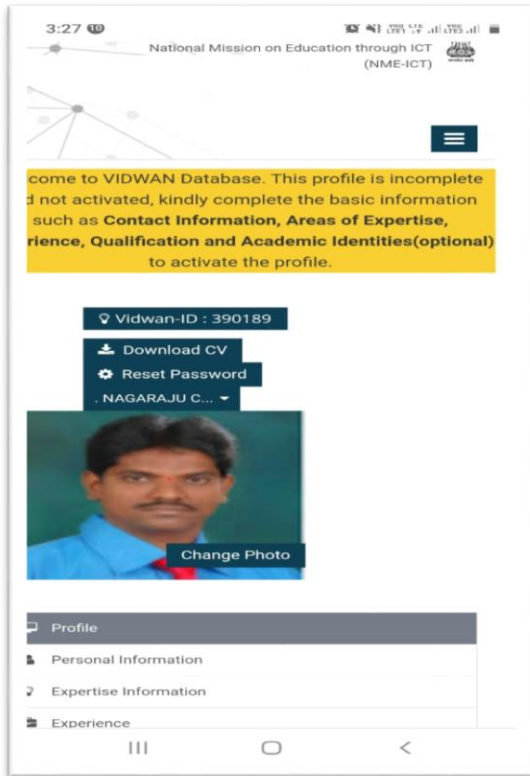 3:27 10
National Mission on Education through ICT
(NME-ICT)
come to VIDWAN Database. This profile is incomplete
d not activated, kindly complete the basic information
such as Contact Information, Areas of Expertise,
rience, Qualification and Academic Identities(optional)
to activate the profile.
Vidwan-ID : 390189
Download CV
Reset Password
. NAGARAJU C...
Change Photo
Profile
Personal Information
Expertise Information
Experience